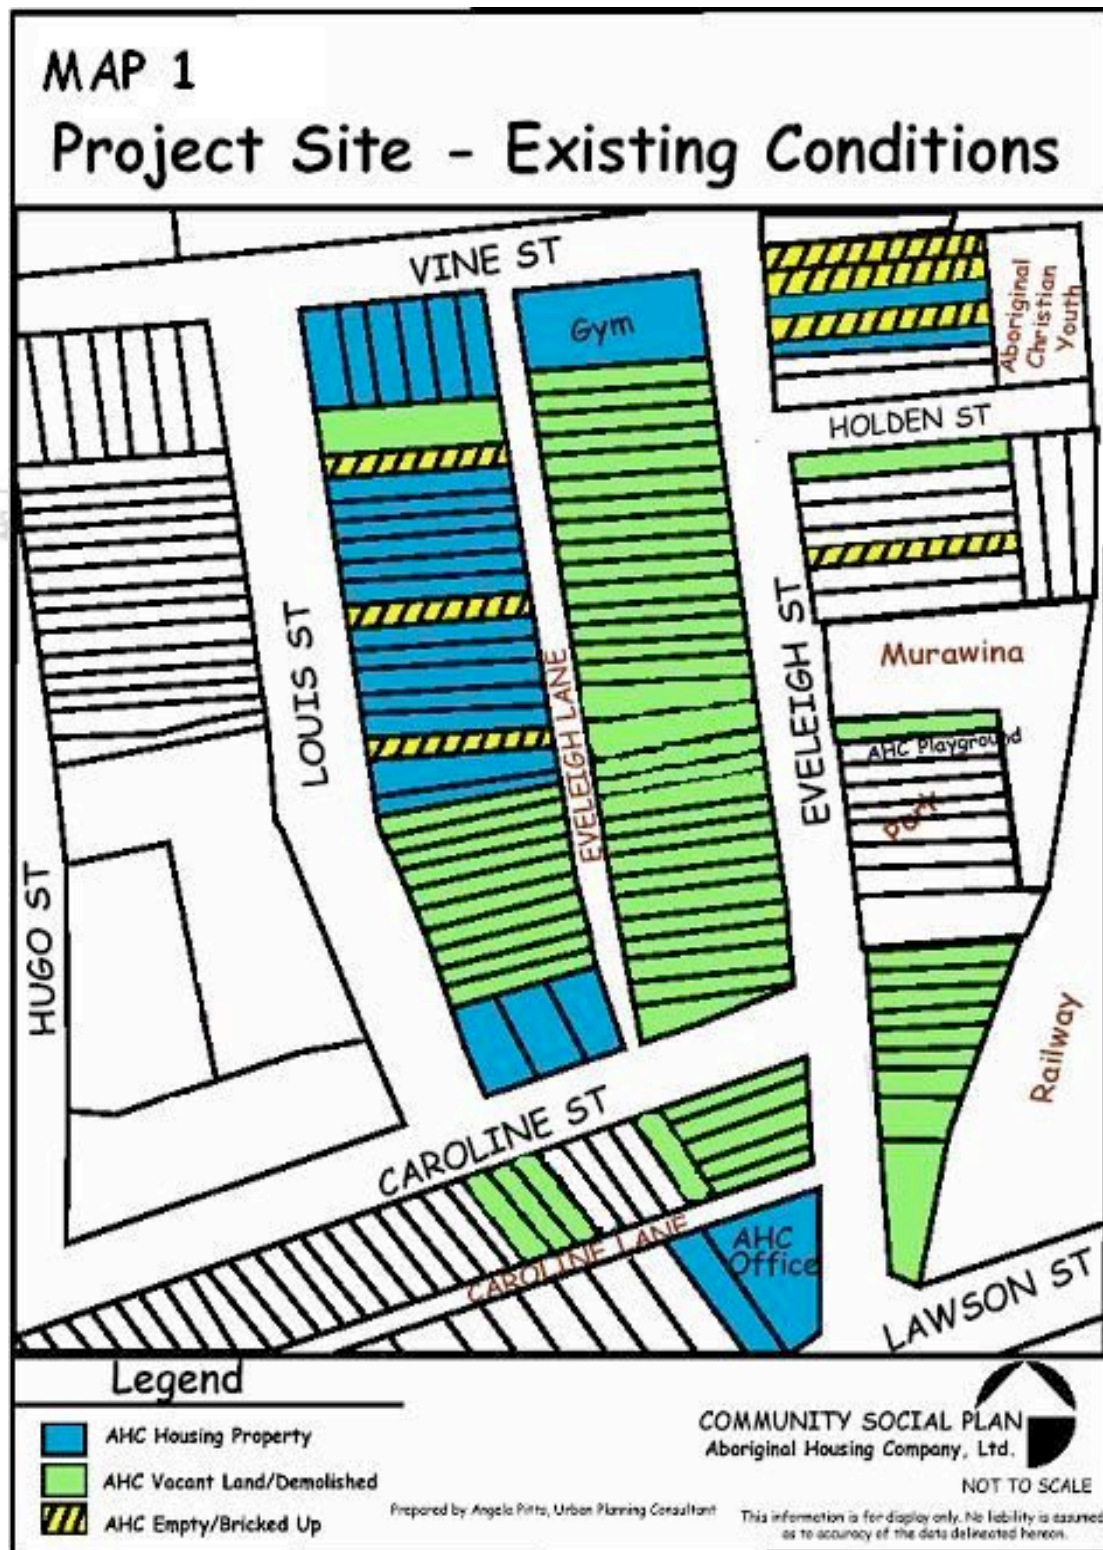 MAP 1
Project Site - Existing Conditions
VINE ST
Gym
Aboriginal
Christian
Youth
HOLDEN ST
LOUIS ST
EVELEIGH LANE
EVELEIGH ST
Murawina
AHC Playground
Park
HUGO ST
Railway
CAROLINE ST
CAROLINE LANE
AHC
Office
LAWSON ST
Legend
AHC Housing Property
AHC Vacant Land/Demolished
AHC Empty/Bricked Up
COMMUNITY SOCIAL PLAN
Aboriginal Housing Company, Ltd.
NOT TO SCALE
Prepared by Angela Pitts, Urban Planning Consultant
This information is for display only. No liability is assumed
as to accuracy of the data delineated hereon.